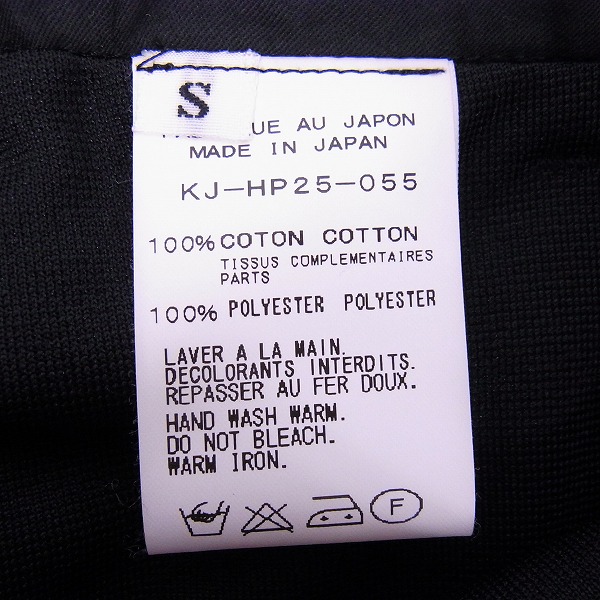 S
UE AU JAPON
MADE IN JAPAN
KJ-HP25-055
100% COTON COTTON
TISSUS COMPLEMENTAIRES
PARTS
100% POLYESTER POLYESTER
LAVER A LA MAIN.
DECOLORANTS INTERDITS.
REPASSER AU FER DOUX.
HAND WASH WARM.
DO NOT BLEACH.
WARM IRON.
F